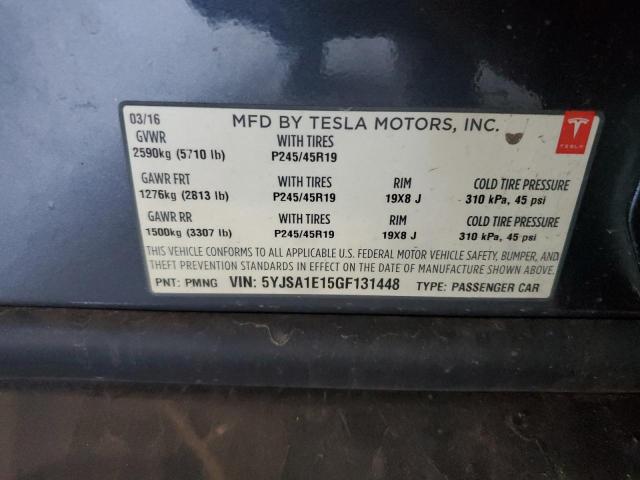 03/16 MFD BY TESLA MOTORS, INC.
GVWR WITH TIRES
2590kg (5710 lb) P245/45R19
GAWR FRT WITH TIRES RIM COLD TIRE PRESSURE
1276kg (2813 lb) P245/45R19 19X8 J 310 kPa, 45 psi
GAWR RR WITH TIRES RIM COLD TIRE PRESSURE
1500kg (3307 lb) P245/45R19 19X8 J 310 kPa, 45 psi
THIS VEHICLE CONFORMS TO ALL APPLICABLE U.S. FEDERAL MOTOR VEHICLE SAFETY, BUMPER, AND
THEFT PREVENTION STANDARDS IN EFFECT ON THE DATE OF MANUFACTURE SHOWN ABOVE.
PNT: PMNG VIN: 5YJSA1E15GF131448 TYPE: PASSENGER CAR
TESLA